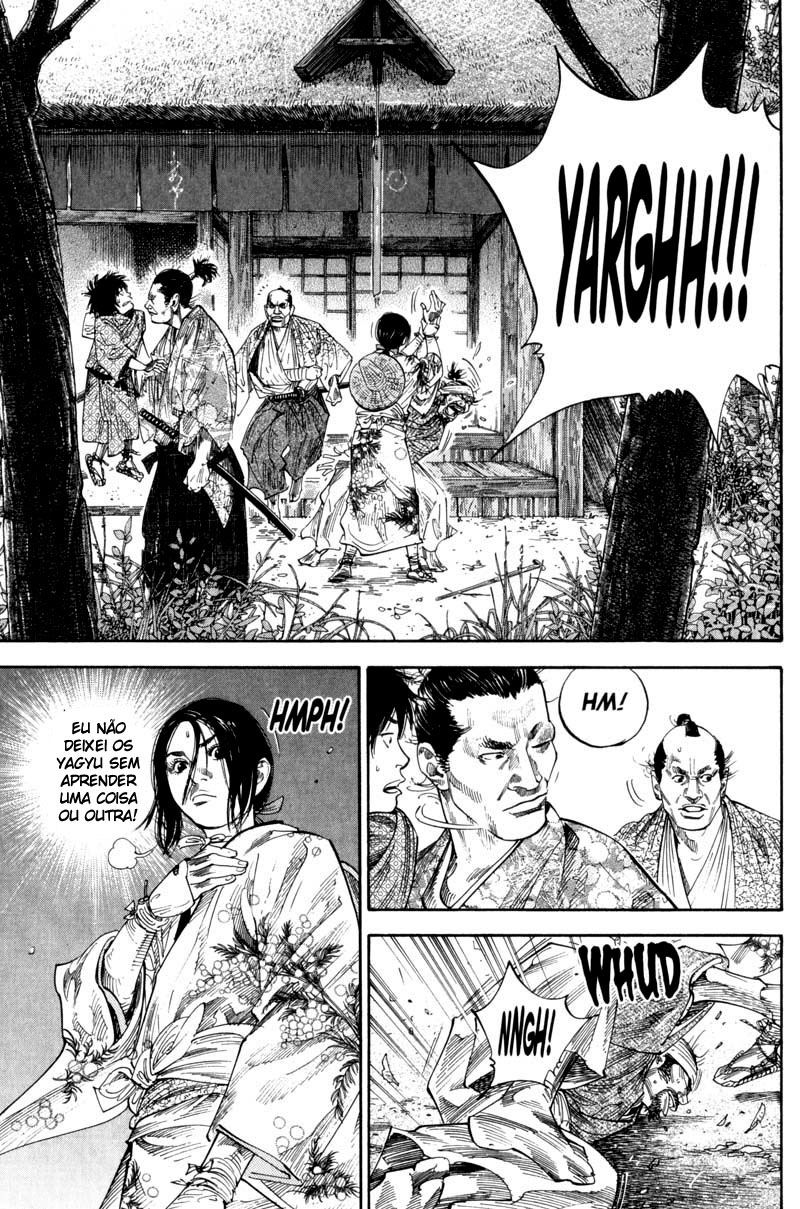 YARGHH!!!
HM!
WHUD
NNGH!
HMPH!
EU NÃO
DEIXEI OS
YAGYU SEM
APRENDER
UMA COISA
OU OUTRA!